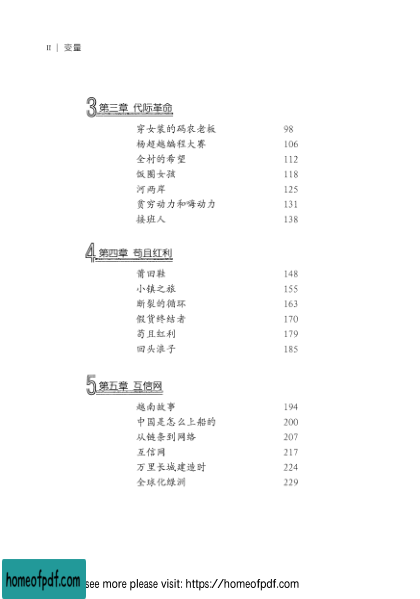 II | 变量
3 第三章 代际革命
穿女装的码农老板 98
杨超越编程大赛 106
全村的希望 112
饭圈女孩 118
河两岸 125
贫穷动力和嗨动力 131
接班人 138
4 第四章 苟且红利
莆田鞋 148
小镇之旅 155
断裂的循环 163
假货终结者 170
苟且红利 179
回头浪子 185
5 第五章 互信网
越南故事 194
中国是怎么上船的 200
从链条到网络 207
互信网 217
万里长城建造时 224
全球化绿洲 229
homeofpdf.com
see more please visit: https://homeofpdf.com